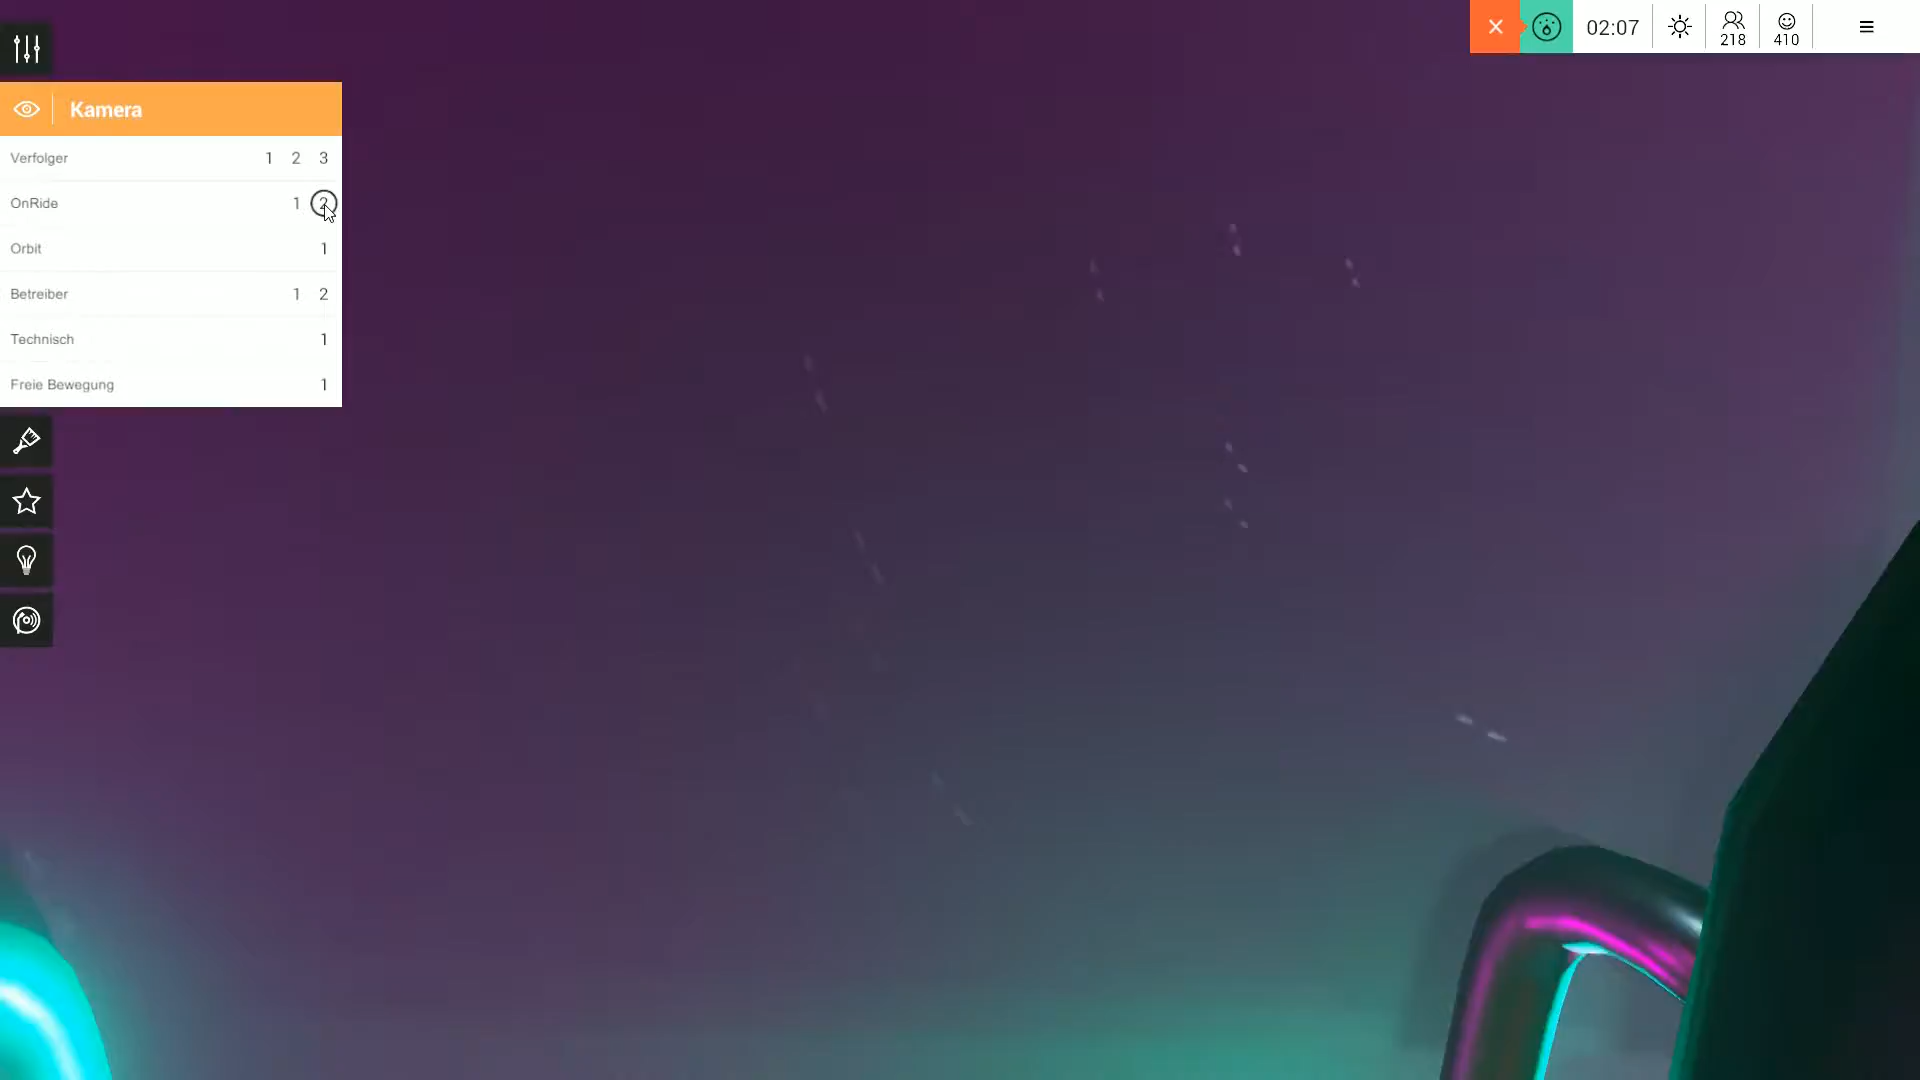 02:07
218
410
Kamera
Verfolger 1 2 3
OnRide 1 2
Orbit 1
Betreiber 1 2
Technisch 1
Freie Bewegung 1